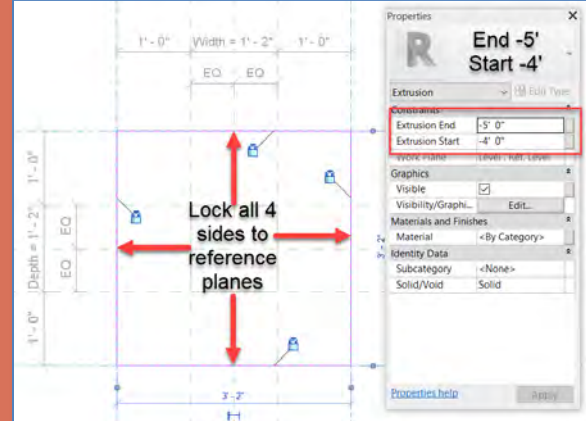 1' - 0"
Width = 1' - 2"
1' - 0"
EQ
EQ
1' - 0"
Depth = 1' - 2"
EQ
EQ
1' - 0"
Lock all 4
sides to
reference
planes
3' - 2"
3' - 2"
Properties
R
End -5'
Start -4'
Extrusion
Edit Type
Constraints
Extrusion End -5' 0"
Extrusion Start -4' 0"
Work Plane Level : Ref. Level
Graphics
Visible
Visibility/Graphi... Edit...
Materials and Finishes
Material <By Category>
Identity Data
Subcategory <None>
Solid/Void Solid
Properties help
Apply